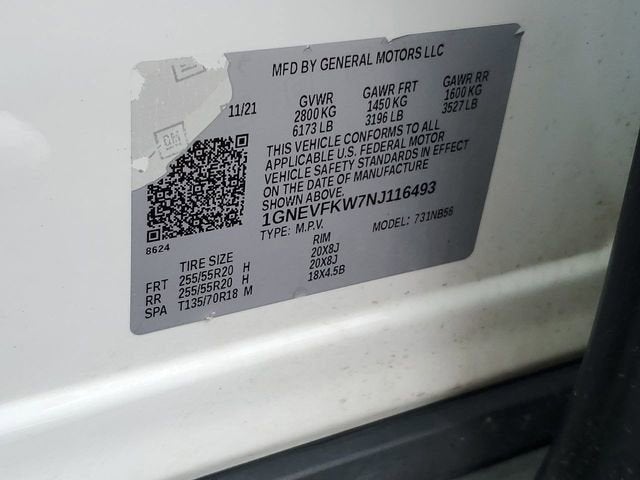 MFD BY GENERAL MOTORS LLC
11/21 GVWR GAWR FRT GAWR RR
2800 KG 1450 KG 1600 KG
6173 LB 3196 LB 3527 LB
THIS VEHICLE CONFORMS TO ALL
APPLICABLE U.S. FEDERAL MOTOR
VEHICLE SAFETY STANDARDS IN EFFECT
ON THE DATE OF MANUFACTURE
SHOWN ABOVE.
1GNEVFKW7NJ116493
TYPE: M.P.V. MODEL: 731NB56
8624
TIRE SIZE RIM
FRT 255/55R20 H 20X8J
RR 255/55R20 H 20X8J
SPA T135/70R18 M 18X4.5B
GM